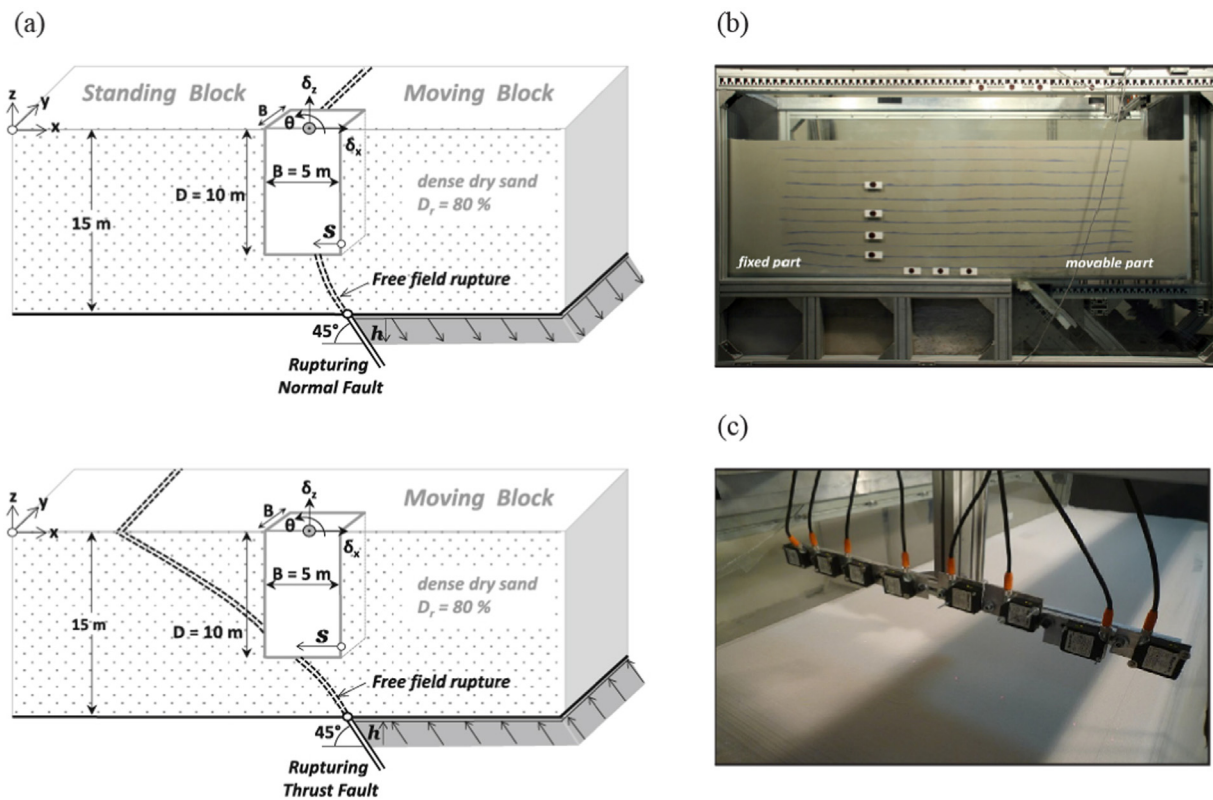 (a)
Standing Block
Moving Block
z
y
x
B
θ
δz
δx
B = 5 m
D = 10 m
15 m
dense dry sand
Dr = 80 %
s
Free field rupture
45°
h
Rupturing
Normal Fault
Moving Block
z
y
x
B
θ
δz
δx
B = 5 m
D = 10 m
15 m
dense dry sand
Dr = 80 %
s
Free field rupture
45°
h
Rupturing
Thrust Fault
(b)
fixed part
movable part
(c)